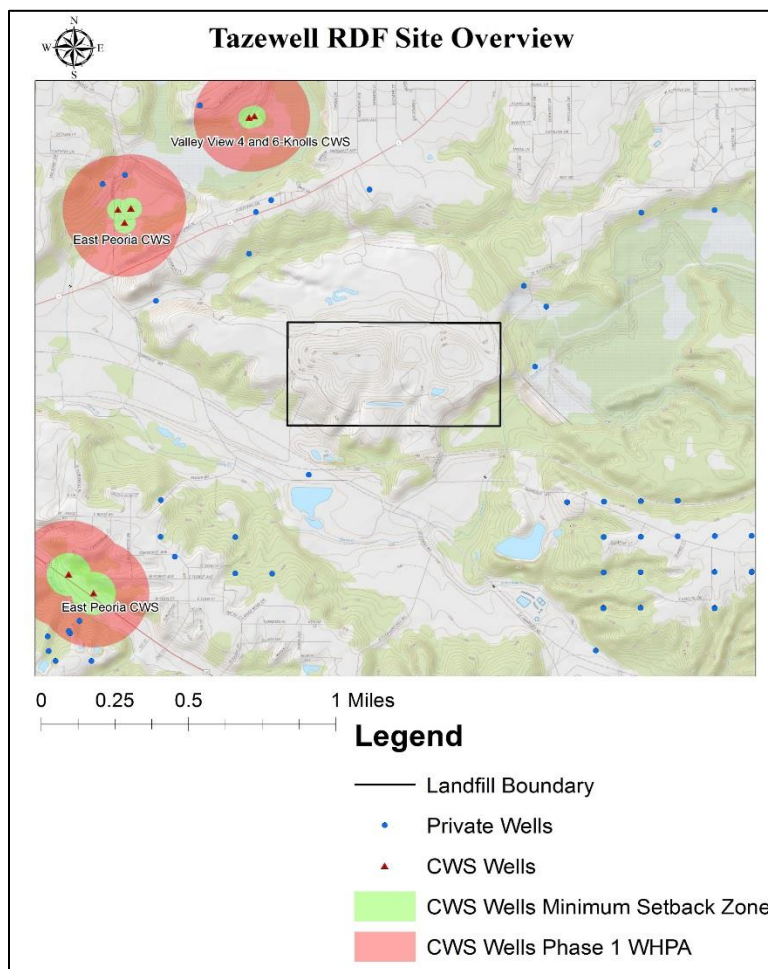 N
W E
S
Tazewell RDF Site Overview
Valley View 4 and 6-Knolls CWS
East Peoria CWS
East Peoria CWS
0 0.25 0.5 1 Miles
Legend
Landfill Boundary
Private Wells
CWS Wells
CWS Wells Minimum Setback Zone
CWS Wells Phase 1 WHPA